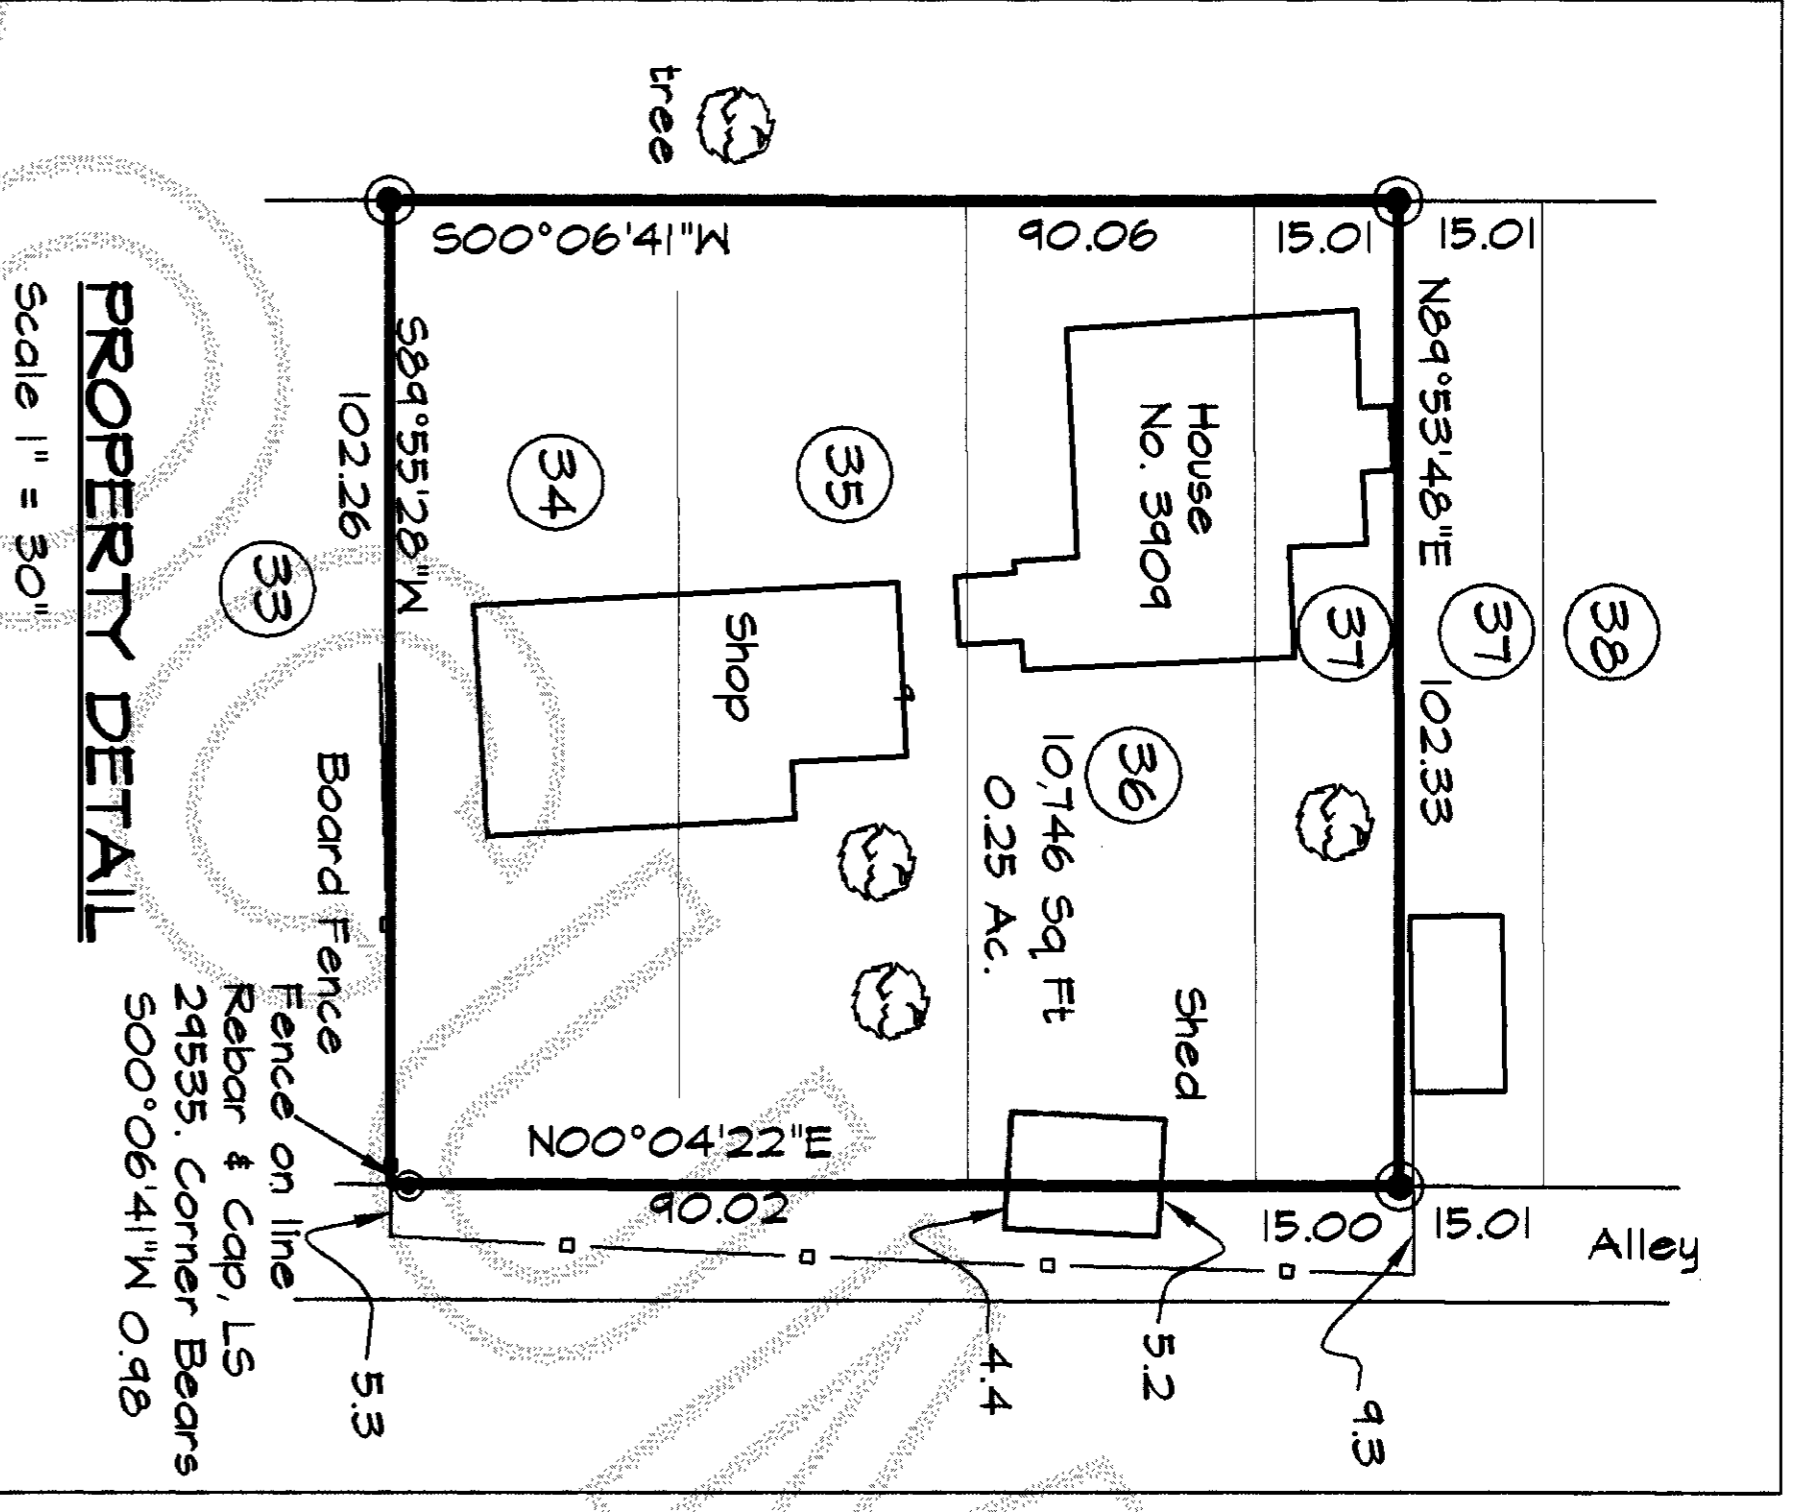 38
37
N89°53'48"E 102.33
15.01
15.01
15.01
15.00
Alley
37
9.3
House
No. 3909
36
10,746 Sq Ft
0.25 Ac.
Shed
5.2
4.4
90.06
35
Shop
34
S00°06'41"W
N00°04'22"E
90.02
S89°55'28"W
102.26
tree
33
Board Fence
5.3
Fence on line
Rebar & Cap, LS
29535. Corner Bears
S00°06'41"W 0.98
PROPERTY DETAIL
Scale 1" = 30"